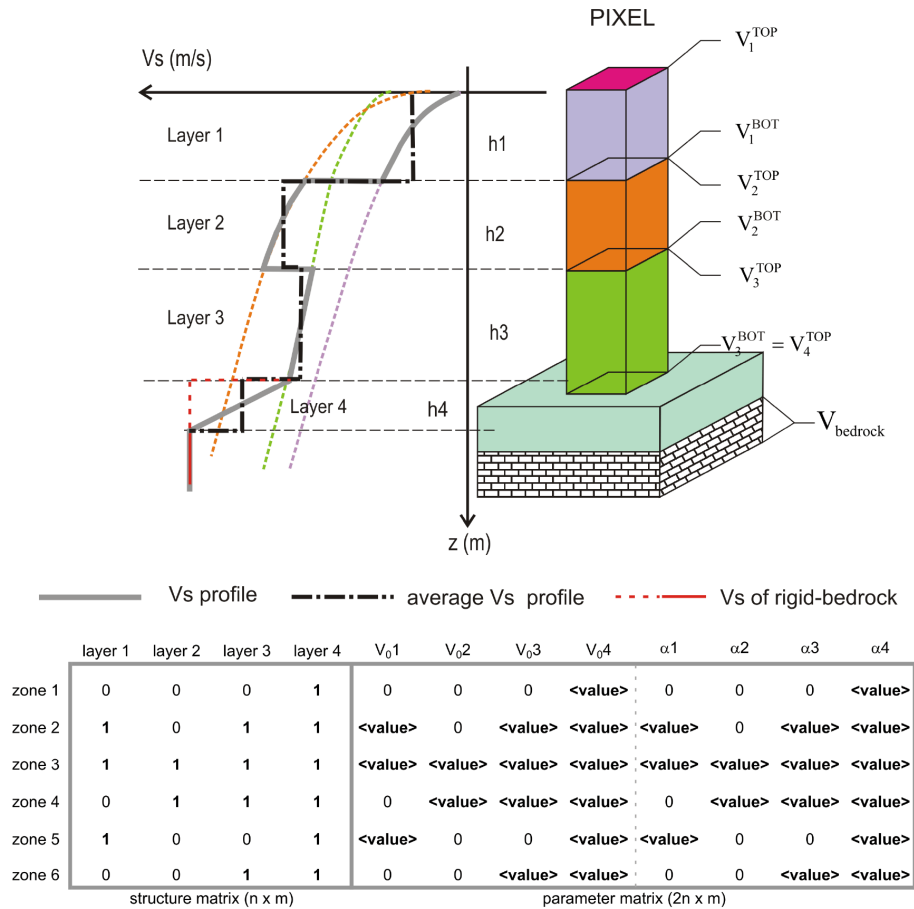 PIXEL
Vs (m/s)
V₁ᵀᴼᴾ
Layer 1
h1
V₁ᴮᴼᵀ
V₂ᵀᴼᴾ
Layer 2
h2
V₂ᴮᴼᵀ
V₃ᵀᴼᴾ
Layer 3
h3
V₃ᴮᴼᵀ = V₄ᵀᴼᴾ
Layer 4
h4
V bedrock
z (m)
Vs profile
average Vs profile
Vs of rigid-bedrock
layer 1 layer 2 layer 3 layer 4 V₀1 V₀2 V₀3 V₀4 α1 α2 α3 α4
zone 1 0 0 0 1 0 0 0 <value> 0 0 0 <value>
zone 2 1 0 1 1 <value> 0 <value> <value> <value> 0 <value> <value>
zone 3 1 1 1 1 <value> <value> <value> <value> <value> <value> <value> <value>
zone 4 0 1 1 1 0 <value> <value> <value> 0 <value> <value> <value>
zone 5 1 0 0 1 <value> 0 0 <value> <value> 0 0 <value>
zone 6 0 0 1 1 0 0 <value> <value> 0 0 <value> <value>
structure matrix (n x m) parameter matrix (2n x m)